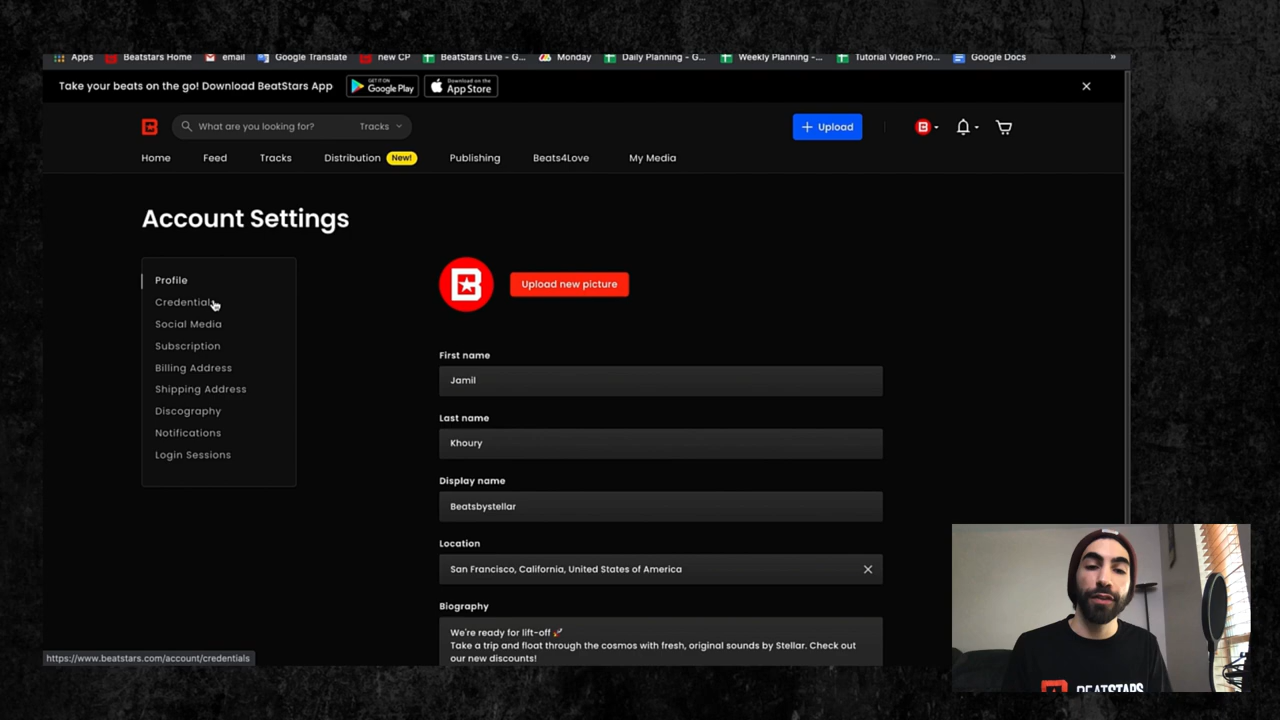 Apps Beatstars Home email Google Translate new CP BeatStars Live - G... Monday Daily Planning - G... Weekly Planning -... Tutorial Video Prio... Google Docs »
Take your beats on the go! Download BeatStars App GET IT ON Google Play Download on the App Store
What are you looking for? Tracks + Upload
Home Feed Tracks Distribution New! Publishing Beats4Love My Media
Account Settings
Profile
Credentials
Social Media
Subscription
Billing Address
Shipping Address
Discography
Notifications
Login Sessions
Upload new picture
First name
Jamil
Last name
Khoury
Display name
Beatsbystellar
Location
San Francisco, California, United States of America
Biography
We're ready for lift-off 🚀
Take a trip and float through the cosmos with fresh, original sounds by Stellar. Check out
our new discounts!
https://www.beatstars.com/account/credentials
BEATSTARS